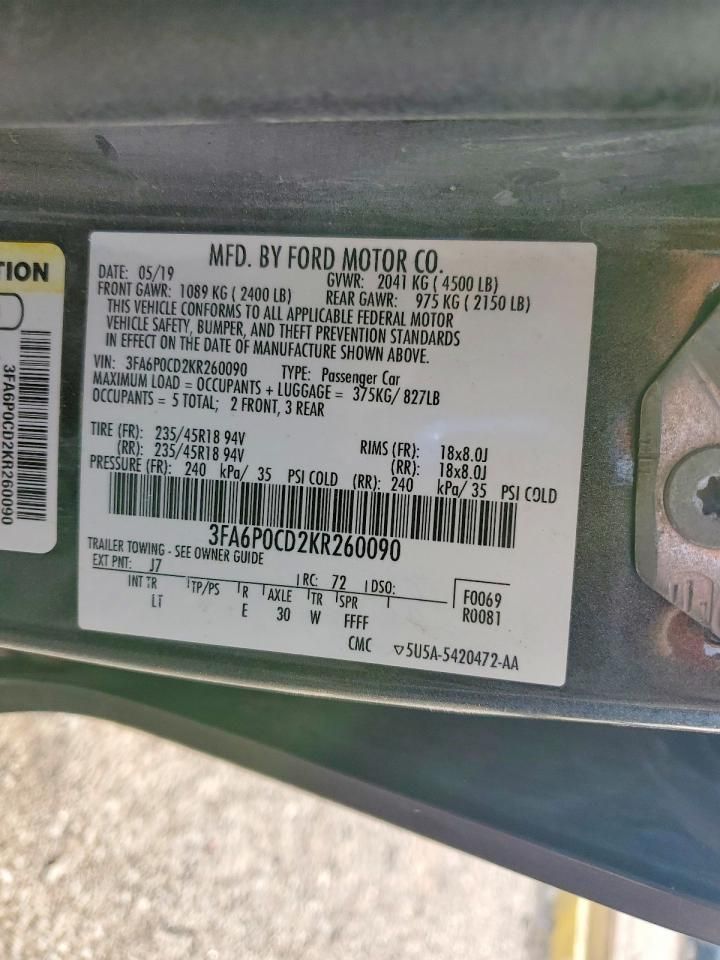 MFD. BY FORD MOTOR CO.
DATE: 05/19 GVWR: 2041 KG ( 4500 LB)
FRONT GAWR: 1089 KG ( 2400 LB) REAR GAWR: 975 KG ( 2150 LB)
THIS VEHICLE CONFORMS TO ALL APPLICABLE FEDERAL MOTOR
VEHICLE SAFETY, BUMPER, AND THEFT PREVENTION STANDARDS
IN EFFECT ON THE DATE OF MANUFACTURE SHOWN ABOVE.
VIN: 3FA6P0CD2KR260090 TYPE: Passenger Car
MAXIMUM LOAD = OCCUPANTS + LUGGAGE = 375KG/ 827LB
OCCUPANTS = 5 TOTAL; 2 FRONT, 3 REAR
TIRE (FR): 235/45R18 94V RIMS (FR): 18x8.0J
(RR): 235/45R18 94V (RR): 18x8.0J
PRESSURE (FR): 240 kPa/ 35 PSI COLD (RR): 240 kPa/ 35 PSI COLD
3FA6P0CD2KR260090
TRAILER TOWING - SEE OWNER GUIDE
EXT PNT: J7 RC: 72 DSO: F0069
INT TR TP/PS R AXLE TR SPR R0081
LT E 30 W FFFF
CMC ▽5U5A-5420472-AA
TION
3FA6P0CD2KR260090